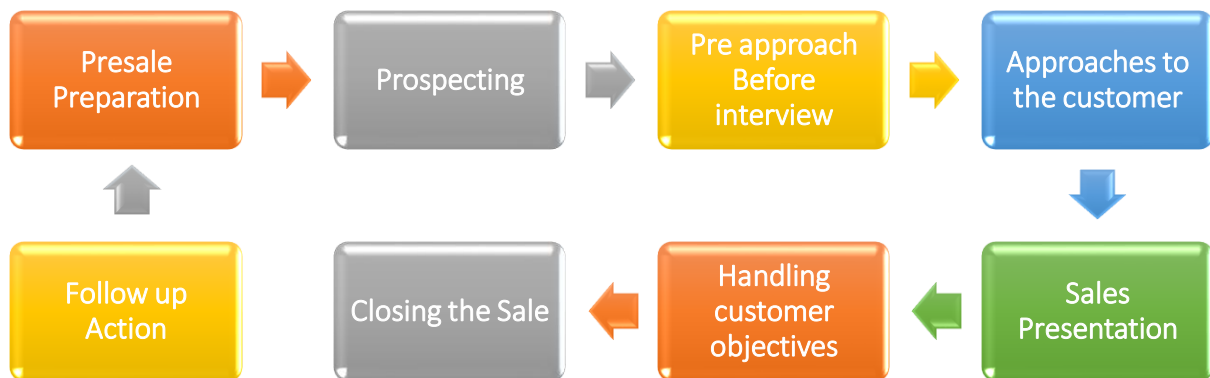 Presale
Preparation
Prospecting
Pre approach
Before
interview
Approaches to
the customer
Sales
Presentation
Handling
customer
objectives
Closing the Sale
Follow up
Action